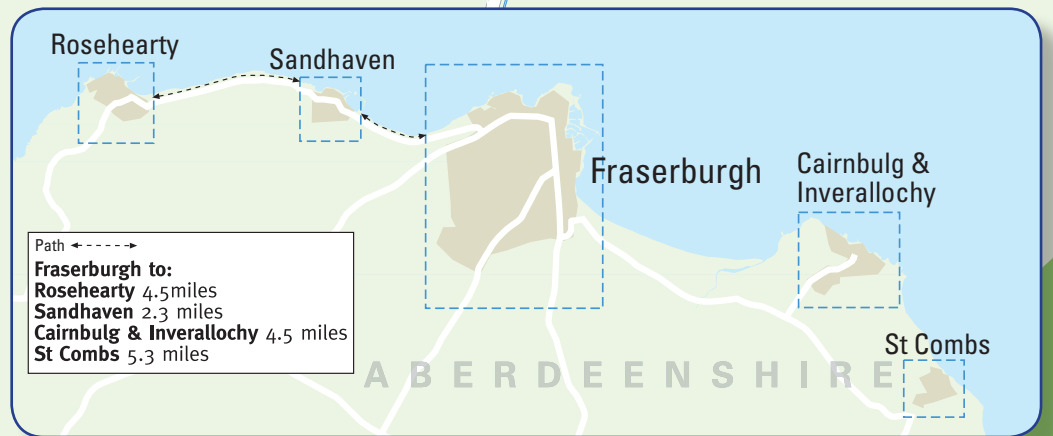 Rosehearty
Sandhaven
Fraserburgh
Cairnbulg &
Inverallochy
Path
Fraserburgh to:
Rosehearty 4.5miles
Sandhaven 2.3 miles
Cairnbulg & Inverallochy 4.5 miles
St Combs 5.3 miles
St Combs
ABERDEENSHIRE